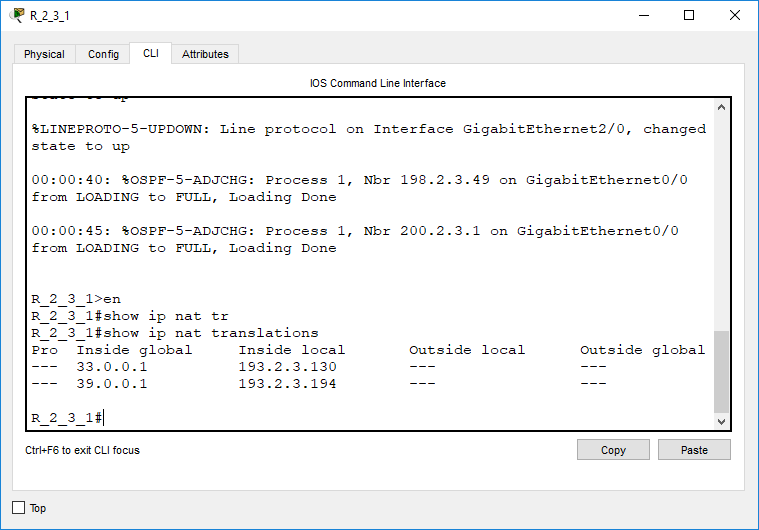 R_2_3_1
Physical Config CLI Attributes
IOS Command Line Interface
%LINEPROTO-5-UPDOWN: Line protocol on Interface GigabitEthernet2/0, changed
state to up
00:00:40: %OSPF-5-ADJCHG: Process 1, Nbr 198.2.3.49 on GigabitEthernet0/0
from LOADING to FULL, Loading Done
00:00:45: %OSPF-5-ADJCHG: Process 1, Nbr 200.2.3.1 on GigabitEthernet0/0
from LOADING to FULL, Loading Done
R_2_3_1>en
R_2_3_1#show ip nat tr
R_2_3_1#show ip nat translations
Pro Inside global Inside local Outside local Outside global
--- 33.0.0.1 193.2.3.130 --- ---
--- 39.0.0.1 193.2.3.194 --- ---
R_2_3_1#
Ctrl+F6 to exit CLI focus
Copy Paste
Top